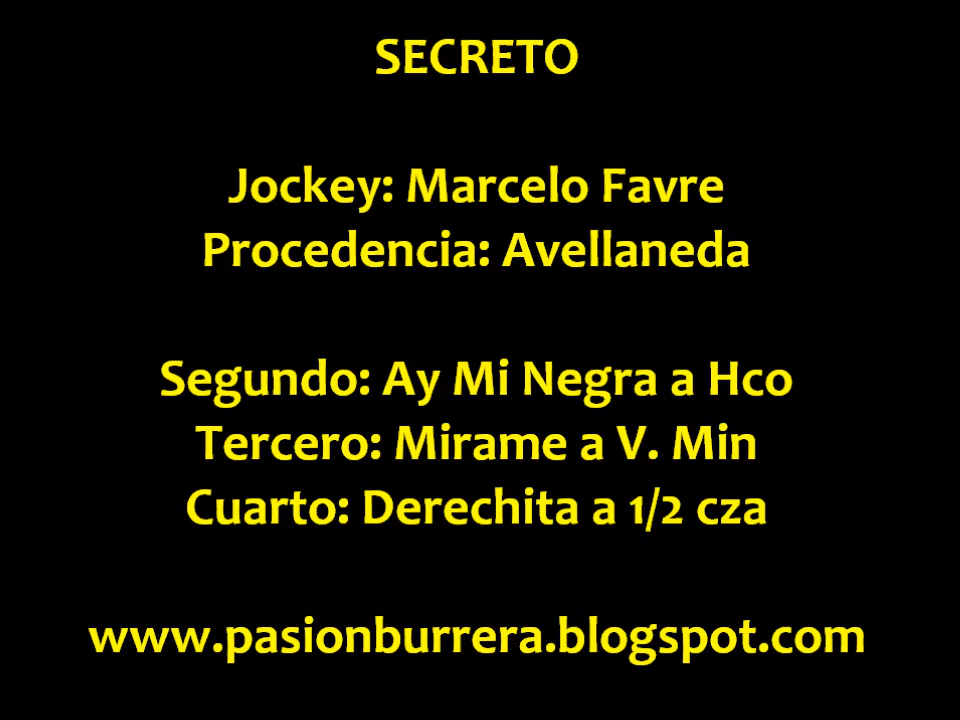 SECRETO
Jockey: Marcelo Favre
Procedencia: Avellaneda
Segundo: Ay Mi Negra a Hco
Tercero: Mirame a V. Min
Cuarto: Derechita a 1/2 cza
www.pasionburrera.blogspot.com